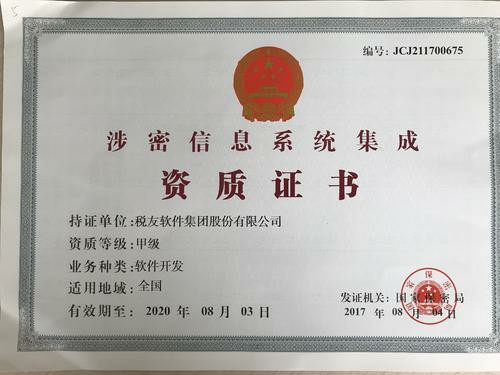 编号: JCJ211700675
涉密信息系统集成
资质证书
持证单位: 税友软件集团股份有限公司
资质等级: 甲级
业务种类: 软件开发
适用地域: 全国
有效期至: 2020 年 08 月 03 日
发证机关: 国家保密局
2017 年 08 月 04 日